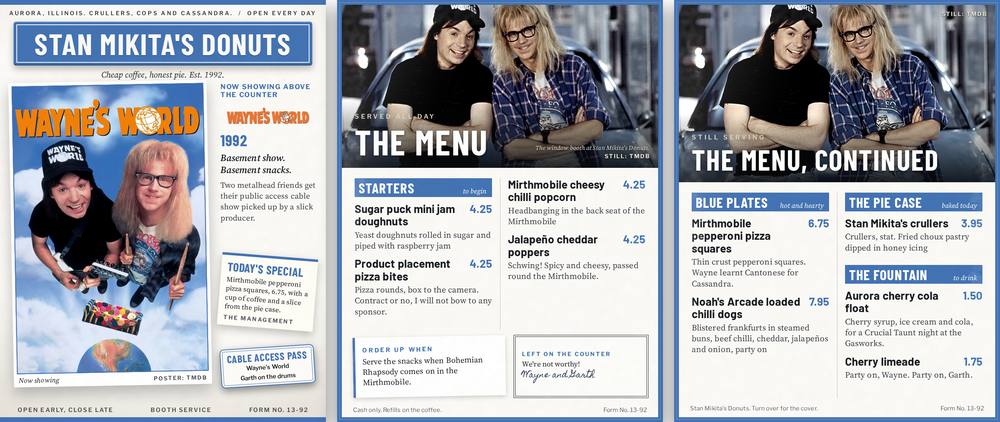 AURORA, ILLINOIS. CRULLERS, COPS AND CASSANDRA. / OPEN EVERY DAY
STAN MIKITA'S DONUTS
Cheap coffee, honest pie. Est. 1992.
WAYNE'S WORLD
WAYNE'S
WORLD
Now showing
POSTER: TMDB
NOW SHOWING ABOVE
THE COUNTER
WAYNE'S WORLD
1992
Basement show.
Basement snacks.
Two metalhead friends get
their public access cable
show picked up by a slick
producer.
TODAY'S SPECIAL
Mirthmobile pepperoni
pizza squares, 6.75, with a
cup of coffee and a slice
from the pie case.
THE MANAGEMENT
CABLE ACCESS PASS
Wayne's World
Garth on the drums
OPEN EARLY, CLOSE LATE
BOOTH SERVICE
FORM NO. 13-92
SERVED ALL DAY
THE MENU
The window booth at Stan Mikita's Donuts.
STILL: TMDB
STARTERS to begin
Sugar puck mini jam 4.25
doughnuts
Yeast doughnuts rolled in sugar and
piped with raspberry jam
Product placement 4.25
pizza bites
Pizza rounds, box to the camera.
Contract or no, I will not bow to any
sponsor.
Mirthmobile cheesy 4.25
chilli popcorn
Headbanging in the back seat of the
Mirthmobile
Jalapeño cheddar 4.25
poppers
Schwing! Spicy and cheesy, passed
round the Mirthmobile.
ORDER UP WHEN
Serve the snacks when Bohemian
Rhapsody comes on in the
Mirthmobile.
LEFT ON THE COUNTER
We're not worthy!
Wayne and Garth
Cash only. Refills on the coffee.
Form No. 13-92
STILL: TMDB
STILL SERVING
THE MENU, CONTINUED
BLUE PLATES hot and hearty
Mirthmobile 6.75
pepperoni pizza
squares
Thin crust pepperoni squares.
Wayne learnt Cantonese for
Cassandra.
Noah's Arcade loaded 7.95
chilli dogs
Blistered frankfurts in steamed
buns, beef chilli, cheddar, jalapeños
and onion, party on
THE PIE CASE baked today
Stan Mikita's crullers 3.95
Crullers, stat. Fried choux pastry
dipped in honey icing
THE FOUNTAIN to drink
Aurora cherry cola 1.50
float
Cherry syrup, ice cream and cola,
for a Crucial Taunt night at the
Gasworks.
Cherry limeade 1.75
Party on, Wayne. Party on, Garth.
Stan Mikita's Donuts. Turn over for the cover.
Form No. 13-92